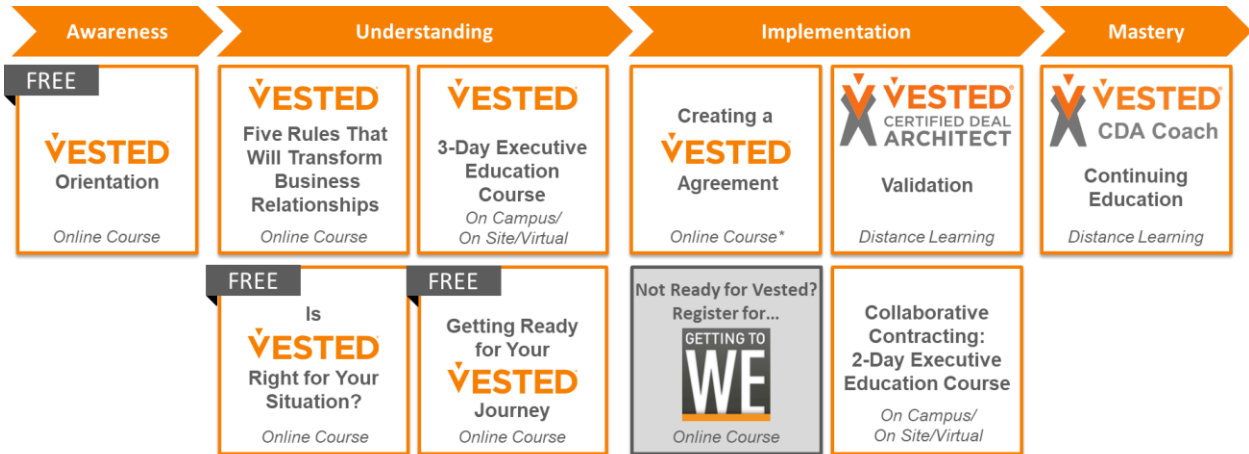 Awareness
Understanding
Implementation
Mastery
FREE
VESTED
Orientation
Online Course
VESTED®
Five Rules That
Will Transform
Business
Relationships
Online Course
VESTED®
3-Day Executive
Education
Course
On Campus/
On Site/Virtual
Creating a
VESTED®
Agreement
Online Course*
VESTED®
CERTIFIED DEAL
ARCHITECT
Validation
Distance Learning
VESTED®
CDA Coach
Continuing
Education
Distance Learning
FREE
Is
VESTED®
Right for Your
Situation?
Online Course
FREE
Getting Ready
for Your
VESTED®
Journey
Online Course
Not Ready for Vested?
Register for...
GETTING TO
WE
Online Course
Collaborative
Contracting:
2-Day Executive
Education Course
On Campus/
On Site/Virtual